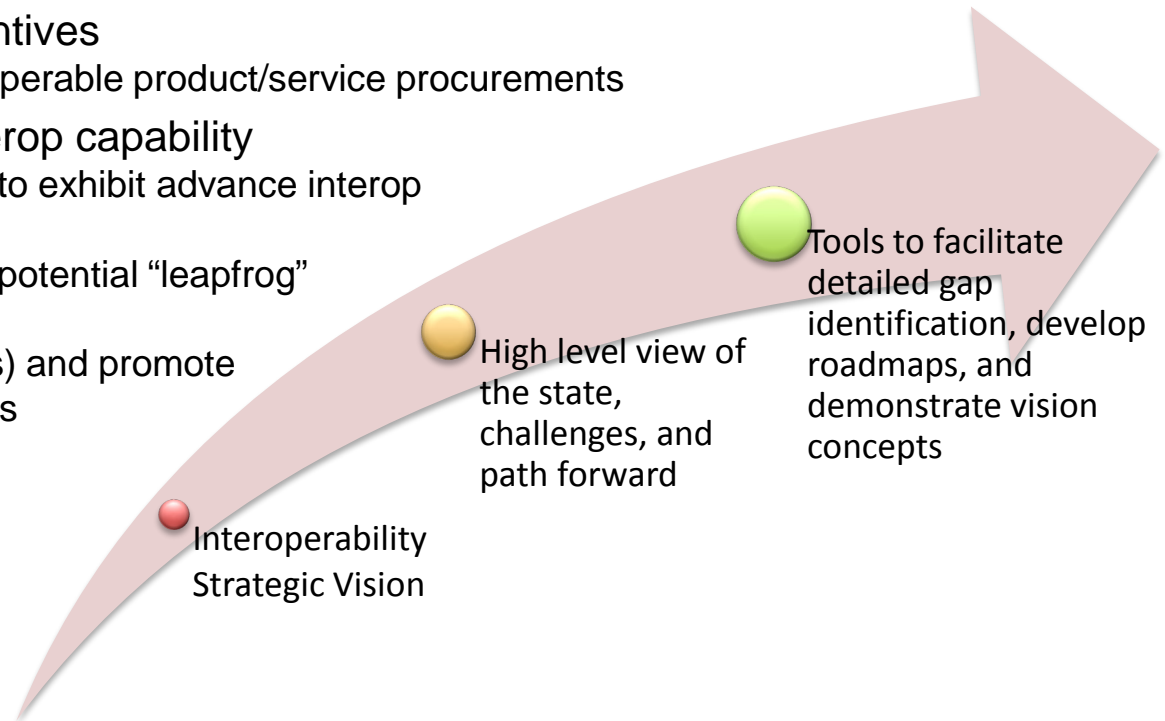 ntives
perable product/service procurements
erop capability
to exhibit advance interop
potential “leapfrog”
s) and promote
s
Tools to facilitate
detailed gap
identification, develop
roadmaps, and
demonstrate vision
concepts
High level view of
the state,
challenges, and
path forward
Interoperability
Strategic Vision